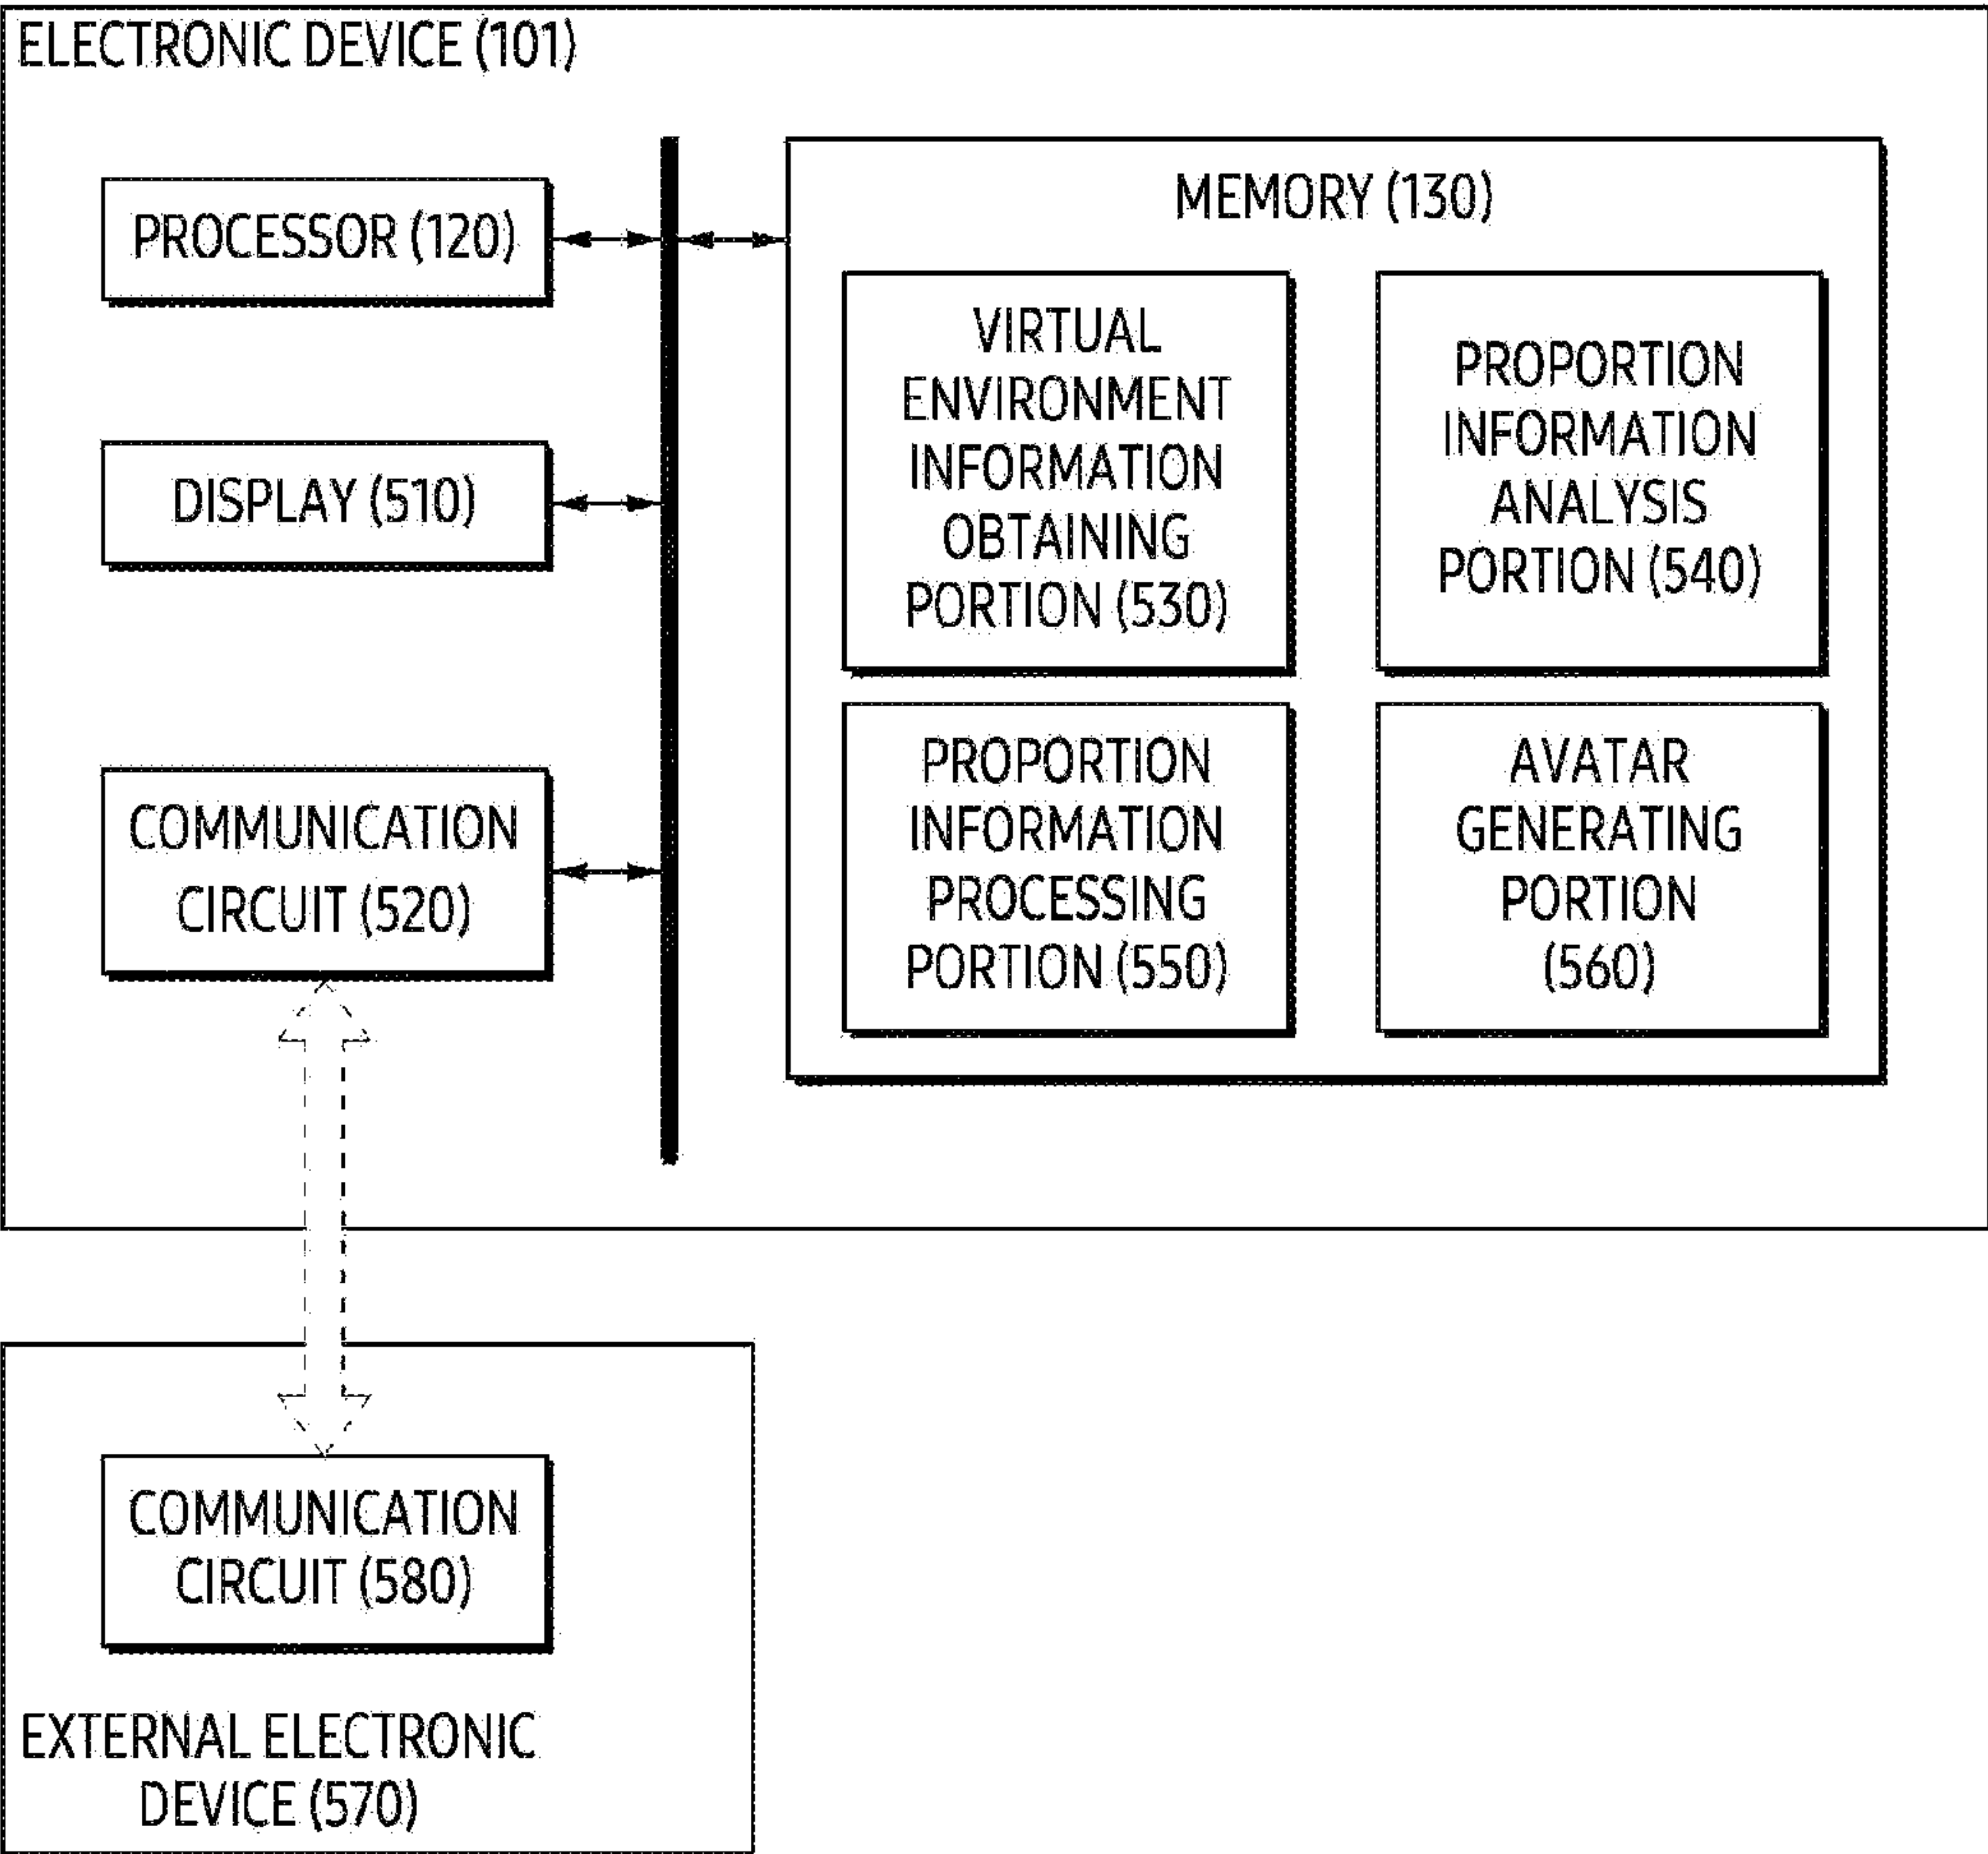 ELECTRONIC DEVICE (101)
PROCESSOR (120)
DISPLAY (510)
COMMUNICATION
CIRCUIT (520)
MEMORY (130)
VIRTUAL
ENVIRONMENT
INFORMATION
OBTAINING
PORTION (530)
PROPORTION
INFORMATION
ANALYSIS
PORTION (540)
PROPORTION
INFORMATION
PROCESSING
PORTION (550)
AVATAR
GENERATING
PORTION
(560)
COMMUNICATION
CIRCUIT (580)
EXTERNAL ELECTRONIC
DEVICE (570)